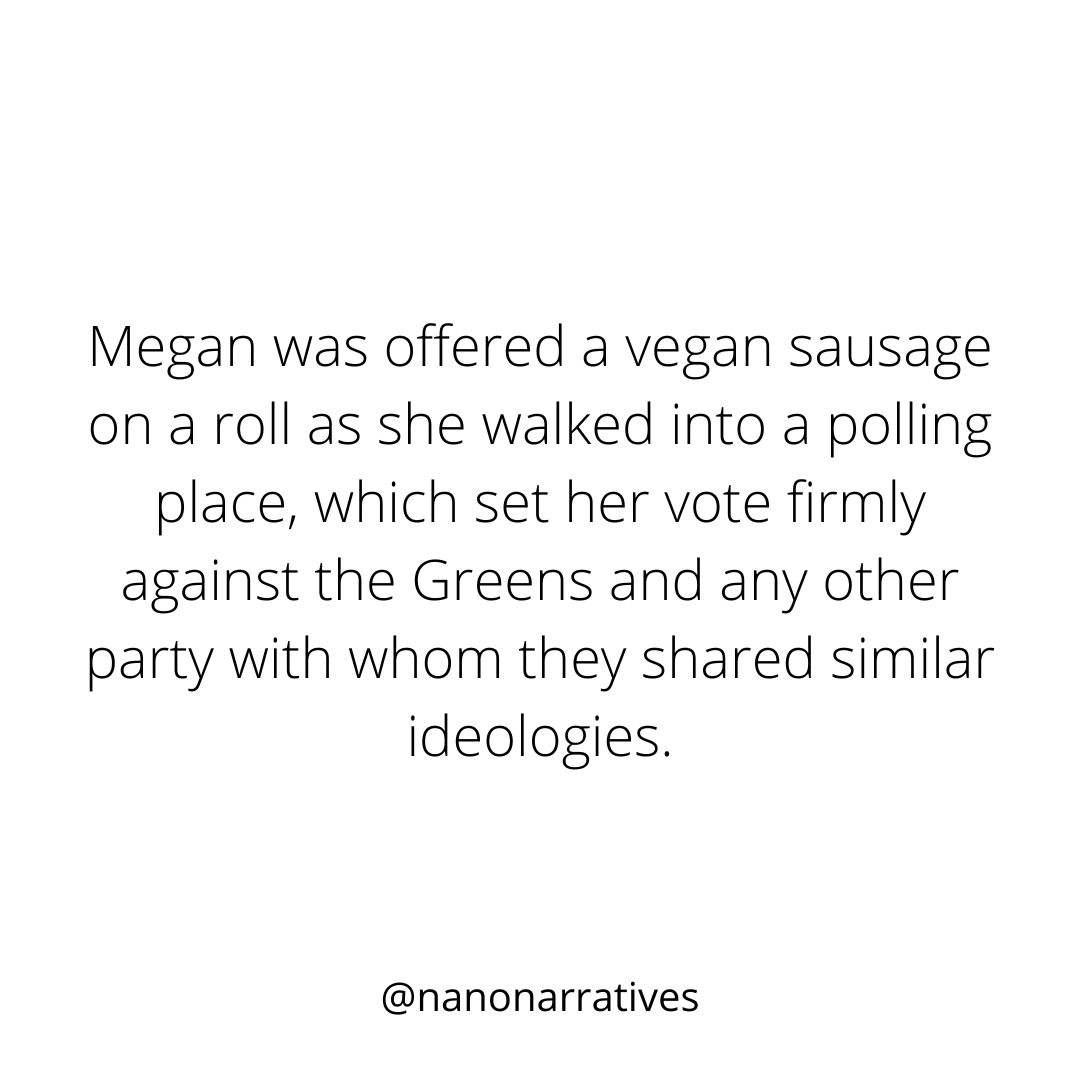 Megan was offered a vegan sausage
on a roll as she walked into a polling
place, which set her vote firmly
against the Greens and any other
party with whom they shared similar
ideologies.
@nanonarratives